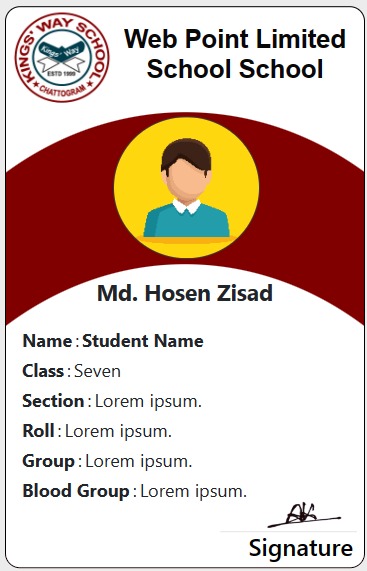 KINGS' WAY SCHOOL
Kings' Way
ESTD 1999
CHATTOGRAM
Web Point Limited
School School
Md. Hosen Zisad
Name : Student Name
Class : Seven
Section : Lorem ipsum.
Roll : Lorem ipsum.
Group : Lorem ipsum.
Blood Group : Lorem ipsum.
Signature